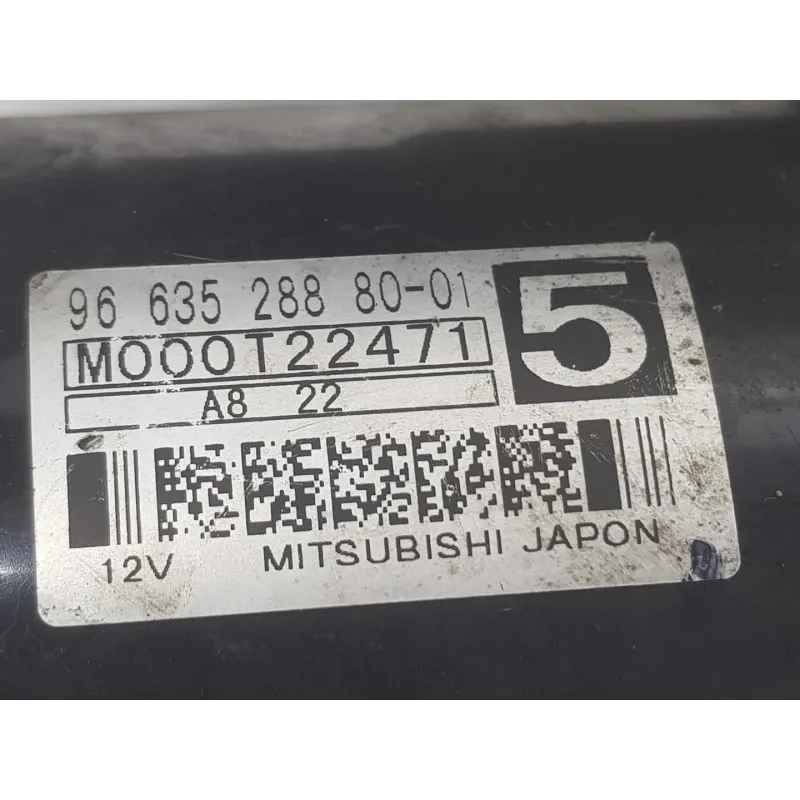 96 635 288 80-01
M000T22471
5
A8 22
12V MITSUBISHI JAPON